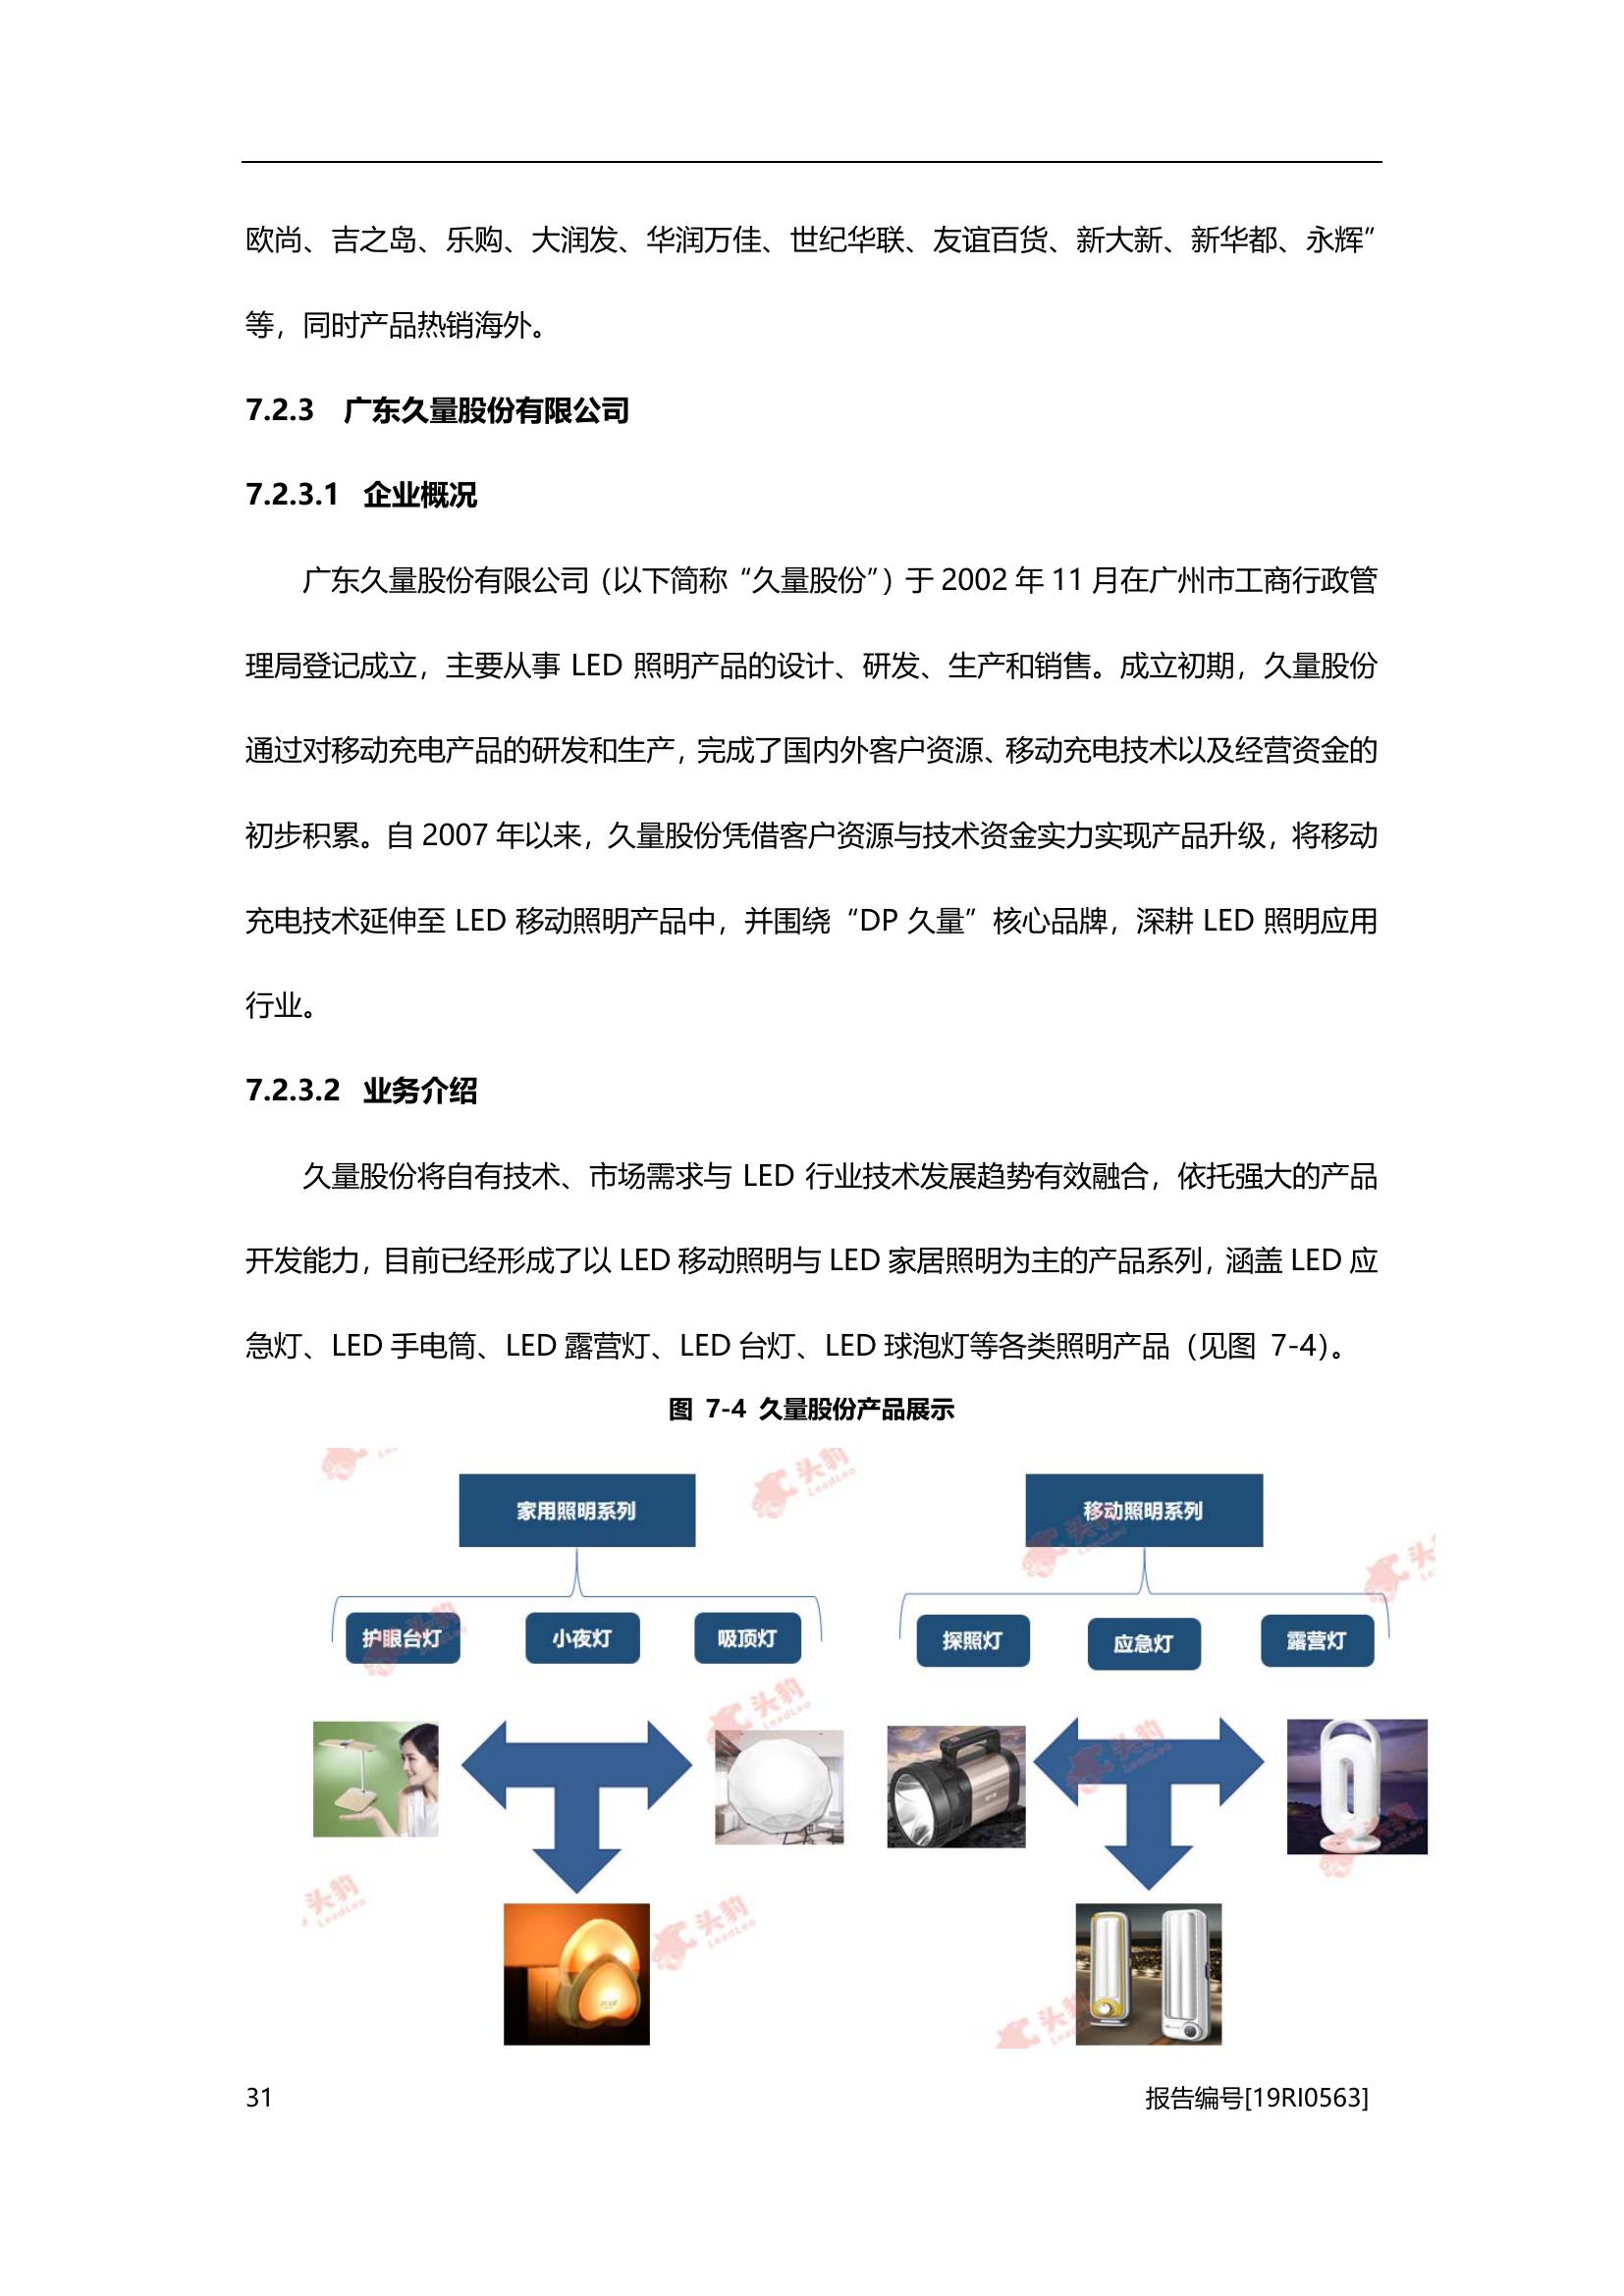 欧尚、吉之岛、乐购、大润发、华润万佳、世纪华联、友谊百货、新大新、新华都、永辉”
等，同时产品热销海外。
7.2.3 广东久量股份有限公司
7.2.3.1 企业概况
广东久量股份有限公司（以下简称“久量股份”）于 2002 年 11 月在广州市工商行政管
理局登记成立，主要从事 LED 照明产品的设计、研发、生产和销售。成立初期，久量股份
通过对移动充电产品的研发和生产，完成了国内外客户资源、移动充电技术以及经营资金的
初步积累。自 2007 年以来，久量股份凭借客户资源与技术资金实力实现产品升级，将移动
充电技术延伸至 LED 移动照明产品中，并围绕“DP 久量”核心品牌，深耕 LED 照明应用
行业。
7.2.3.2 业务介绍
久量股份将自有技术、市场需求与 LED 行业技术发展趋势有效融合，依托强大的产品
开发能力，目前已经形成了以 LED 移动照明与 LED 家居照明为主的产品系列，涵盖 LED 应
急灯、LED 手电筒、LED 露营灯、LED 台灯、LED 球泡灯等各类照明产品（见图 7-4）。
图 7-4 久量股份产品展示
家用照明系列
移动照明系列
护眼台灯
小夜灯
吸顶灯
探照灯
应急灯
露营灯
头豹
LeadLeo
31
报告编号[19RI0563]